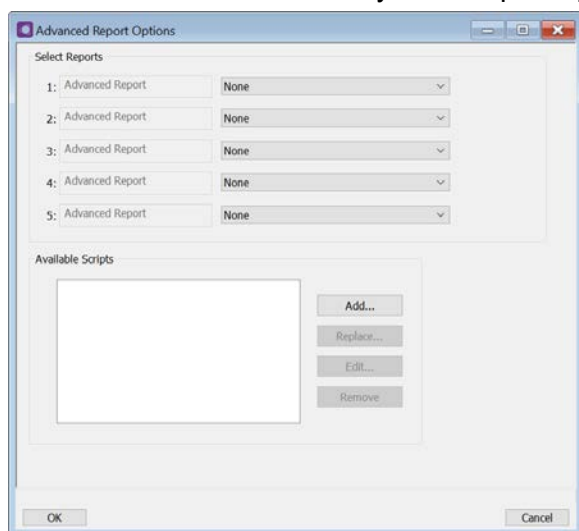 Advanced Report Options
Select Reports
1: Advanced Report None
2: Advanced Report None
3: Advanced Report None
4: Advanced Report None
5: Advanced Report None
Available Scripts
Add...
Replace...
Edit...
Remove
OK Cancel